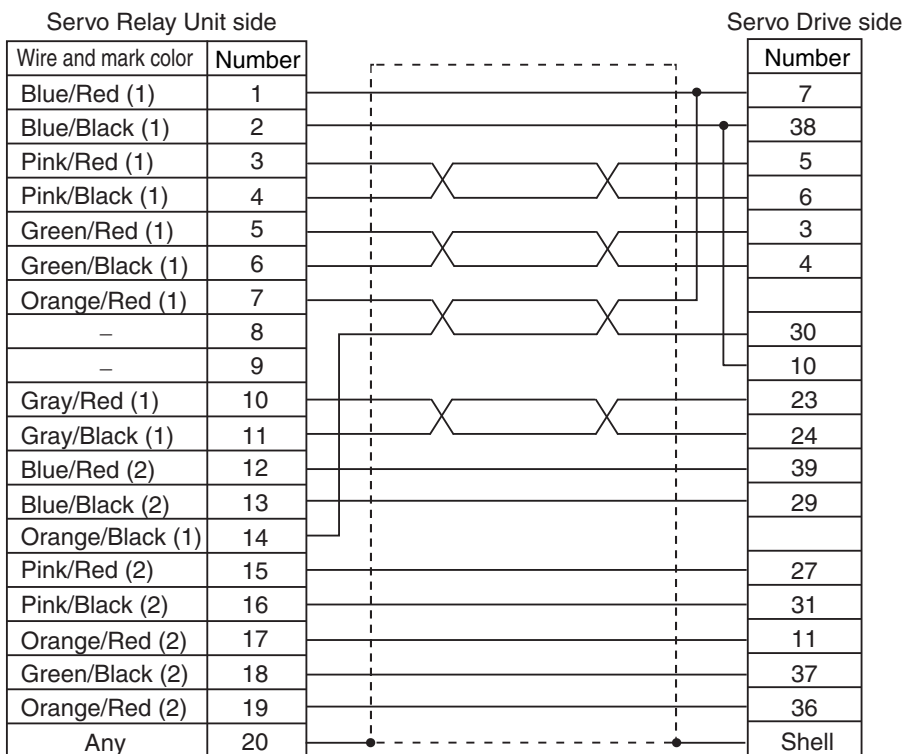 Servo Relay Unit side Servo Drive side
Wire and mark color Number Number
Blue/Red (1) 1 7
Blue/Black (1) 2 38
Pink/Red (1) 3 5
Pink/Black (1) 4 6
Green/Red (1) 5 3
Green/Black (1) 6 4
Orange/Red (1) 7
– 8 30
– 9 10
Gray/Red (1) 10 23
Gray/Black (1) 11 24
Blue/Red (2) 12 39
Blue/Black (2) 13 29
Orange/Black (1) 14
Pink/Red (2) 15 27
Pink/Black (2) 16 31
Orange/Red (2) 17 11
Green/Black (2) 18 37
Orange/Red (2) 19 36
Any 20 Shell